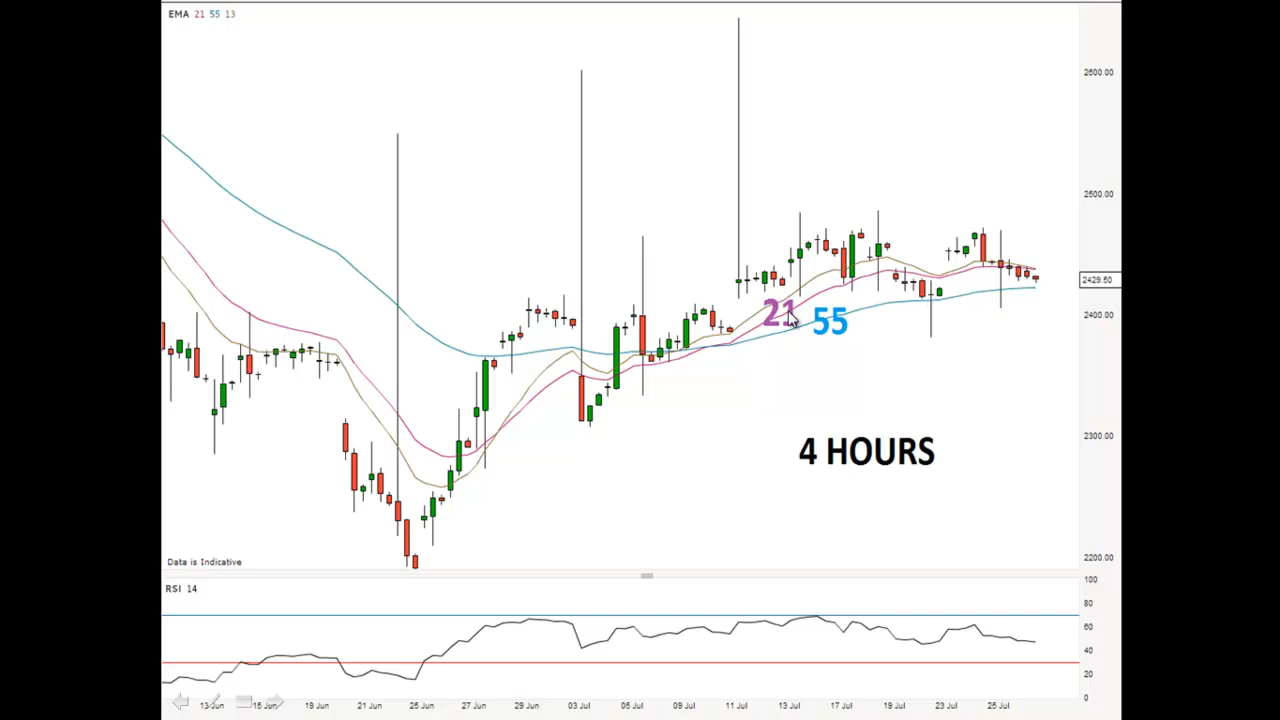 EMA 21 55 13
2600.00
2500.00
2429.50
2400.00
2300.00
2200.00
21 55
4 HOURS
Data is Indicative
RSI 14
100
80
60
40
20
0
13 Jun 15 Jun 19 Jun 21 Jun 25 Jun 27 Jun 29 Jun 03 Jul 05 Jul 09 Jul 11 Jul 13 Jul 17 Jul 19 Jul 23 Jul 25 Jul